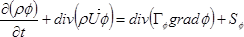 ∂(ρϕ)/∂t + div(ρU̇ϕ) = div(Γ_ϕ grad ϕ) + S_ϕ